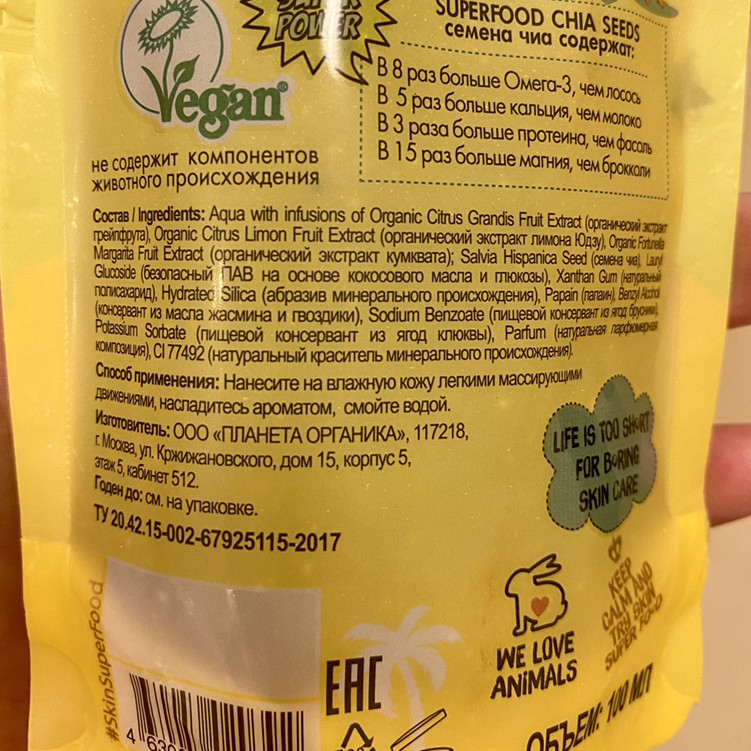 SUPER
POWER
Vegan
не содержит компонентов
животного происхождения
SUPERFOOD CHIA SEEDS
семена чиа содержат:
В 8 раз больше Омега-3, чем лосось
В 5 раз больше кальция, чем молоко
В 3 раза больше протеина, чем фасоль
В 15 раз больше магния, чем брокколи
Состав / Ingredients: Aqua with infusions of Organic Citrus Grandis Fruit Extract (органический экстракт
грейпфрута), Organic Citrus Limon Fruit Extract (органический экстракт лимона Юдзу), Organic Fortunella
Margarita Fruit Extract (органический экстракт кумквата); Salvia Hispanica Seed (семена чиа), Lauryl
Glucoside (безопасный ПАВ на основе кокосового масла и глюкозы), Xanthan Gum (натуральный
полисахарид), Hydrated Silica (абразив минерального происхождения), Papain (папаин), Benzyl Alcohol
(консервант из масла жасмина и гвоздики), Sodium Benzoate (пищевой консервант из ягод брусники),
Potassium Sorbate (пищевой консервант из ягод клюквы), Parfum (натуральная парфюмерная
композиция), CI 77492 (натуральный краситель минерального происхождения).
Способ применения: Нанесите на влажную кожу легкими массирующими
движениями, насладитесь ароматом, смойте водой.
Изготовитель: ООО «ПЛАНЕТА ОРГАНИКА», 117218,
г. Москва, ул. Кржижановского, дом 15, корпус 5,
этаж 5, кабинет 512.
Годен до: см. на упаковке.
ТУ 20.42.15-002-67925115-2017
LIFE IS TOO SHORT
FOR BORING
SKIN CARE
#SkinSuperFood
EAC
WE LOVE
ANiMALS
KEEP
CALM AND
TRY SKIN
SUPER FOOD
ОБЪЕМ: 100 МЛ